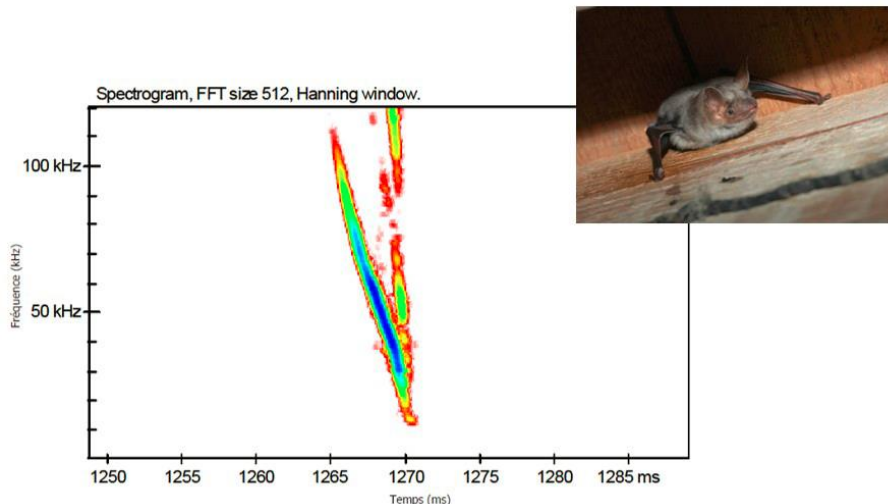 Spectrogram, FFT size 512, Hanning window.
100 kHz
50 kHz
Fréquence (kHz)
1250 1255 1260 1265 1270 1275 1280 1285 ms
Temps (ms)